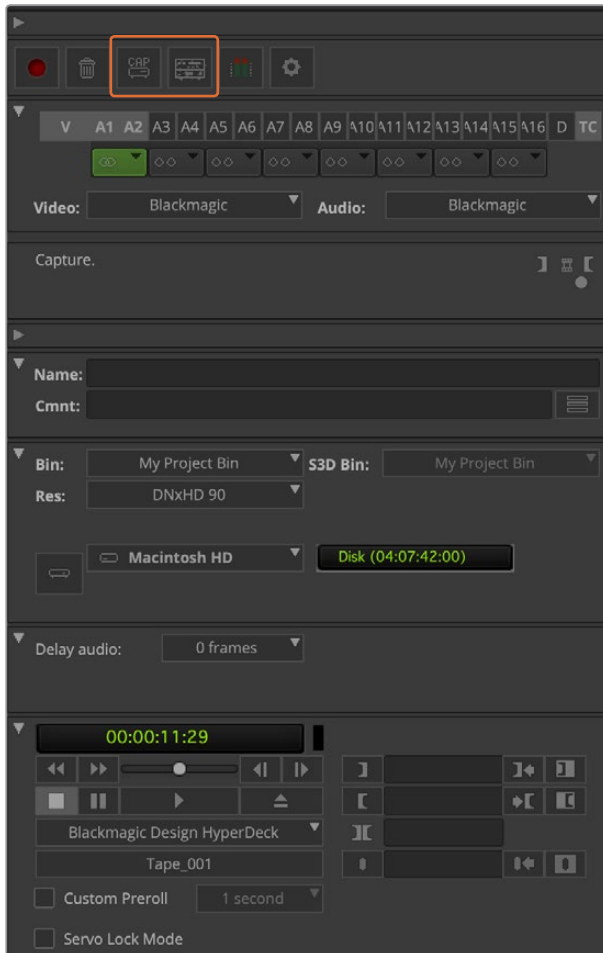 CAP
V A1 A2 A3 A4 A5 A6 A7 A8 A9 A10 A11 A12 A13 A14 A15 A16 D TC
Video: Blackmagic Audio: Blackmagic
Capture.
Name:
Cmnt:
Bin: My Project Bin S3D Bin: My Project Bin
Res: DNxHD 90
Macintosh HD Disk (04:07:42:00)
Delay audio: 0 frames
00:00:11:29
Blackmagic Design HyperDeck
Tape_001
Custom Preroll 1 second
Servo Lock Mode